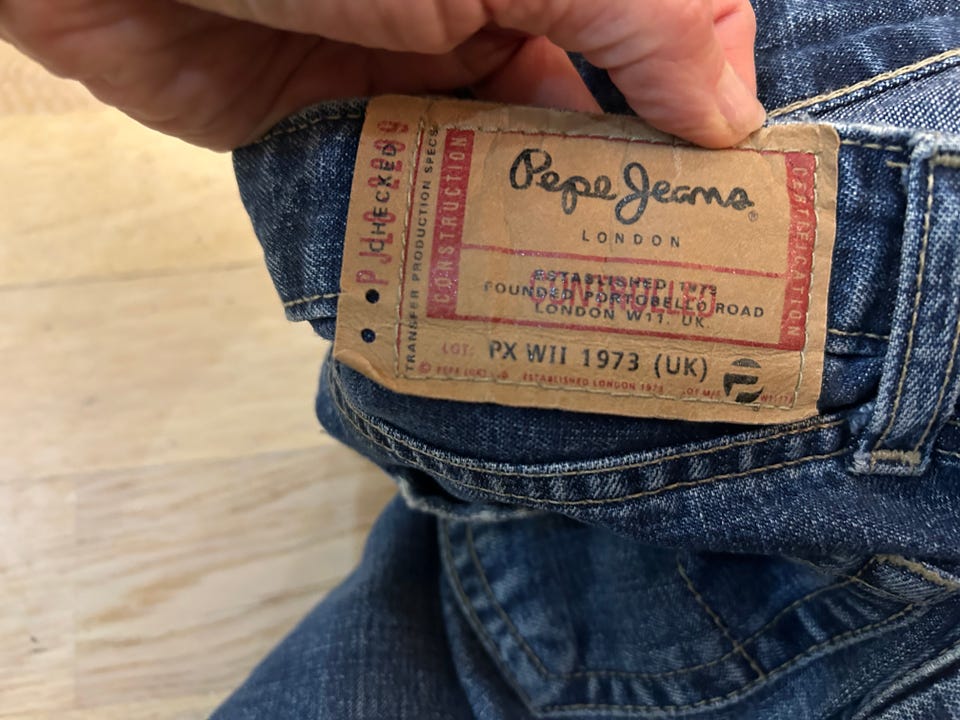 CHECKED
TRANSFER PRODUCTION SPECS
CONSTRUCTION
Pepe Jeans®
LONDON
CERTIFICATION
CONTROLLED
ESTABLISHED 1973
FOUNDED PORTOBELLO ROAD
LONDON W11. UK
LOT: PX W11 1973 (UK)
ESTABLISHED LONDON 1973